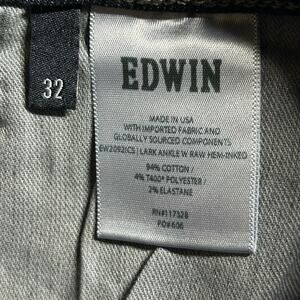 32
EDWIN
MADE IN USA
WITH IMPORTED FABRIC AND
GLOBALLY SOURCED COMPONENTS
EW2092ICS | LARK ANKLE W RAW HEM-INKED
94% COTTON /
4% T400* POLYESTER /
2% ELASTANE
RN#117328
PO#606